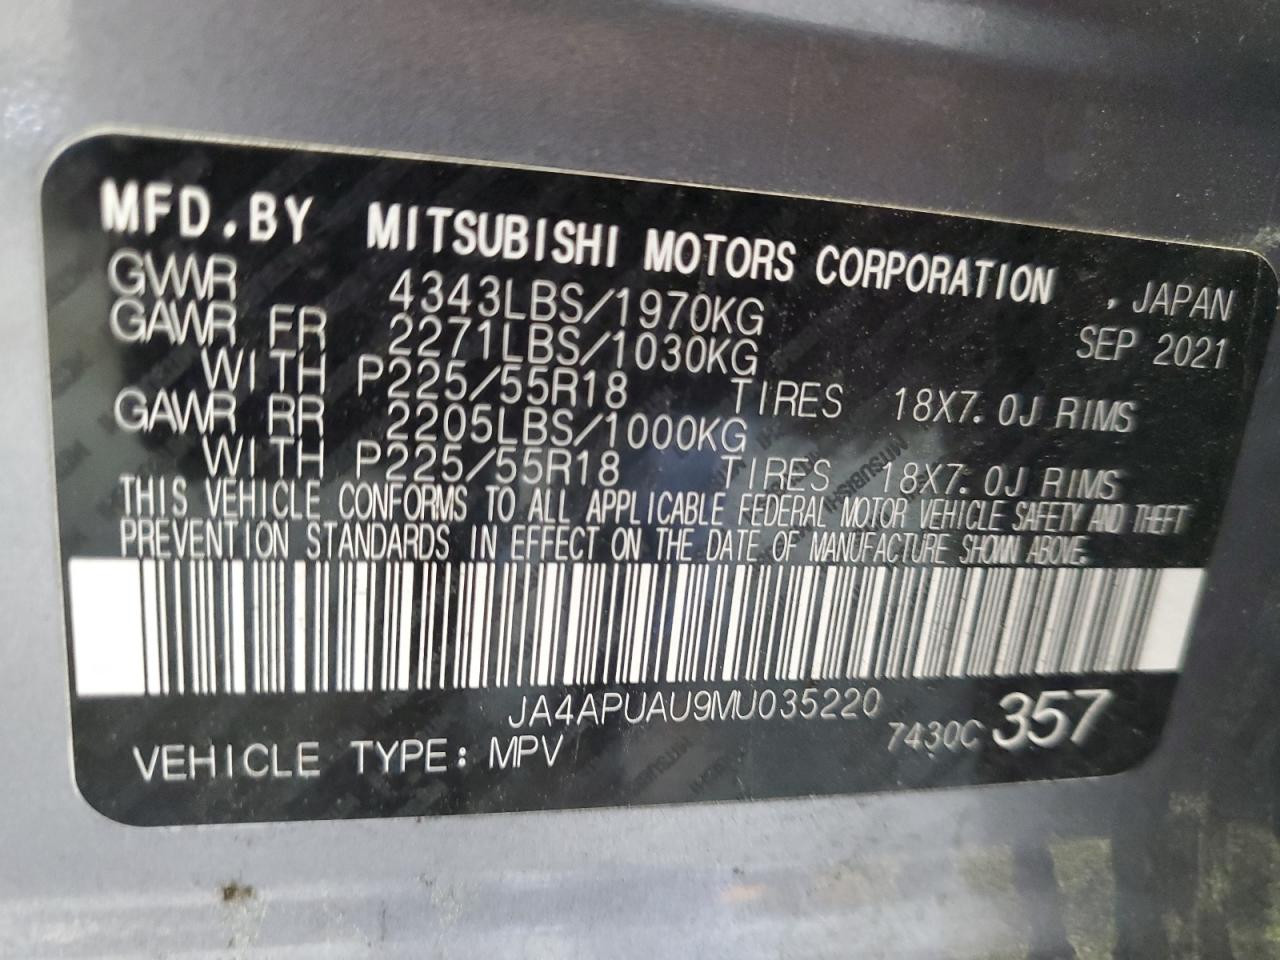 MFD.BY MITSUBISHI MOTORS CORPORATION , JAPAN
GVWR 4343LBS/1970KG SEP 2021
GAWR FR 2271LBS/1030KG
WITH P225/55R18 TIRES 18X7.0J RIMS
GAWR RR 2205LBS/1000KG
WITH P225/55R18 TIRES 18X7.0J RIMS
THIS VEHICLE CONFORMS TO ALL APPLICABLE FEDERAL MOTOR VEHICLE SAFETY AND THEFT
PREVENTION STANDARDS IN EFFECT ON THE DATE OF MANUFACTURE SHOWN ABOVE.
JA4APUAU9MU035220 7430C 357
VEHICLE TYPE: MPV